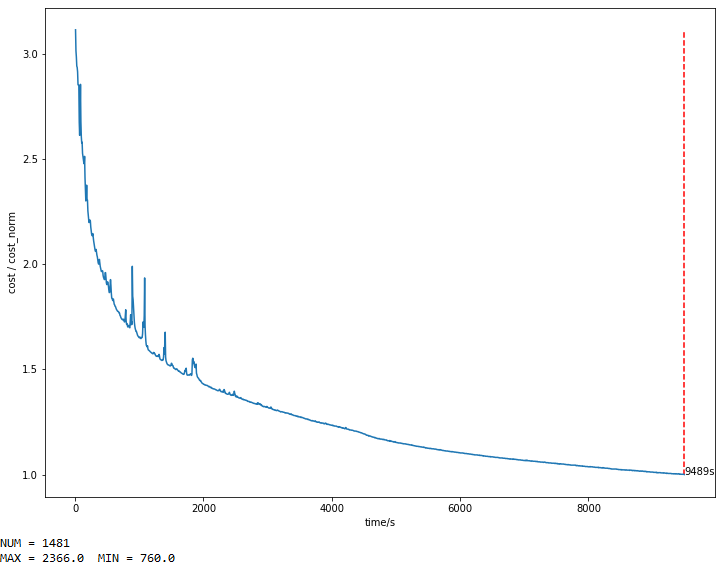 3.0
2.5
2.0
1.5
1.0
cost / cost_norm
9489s
0
2000
4000
6000
8000
time/s
NUM = 1481
MAX = 2366.0  MIN = 760.0